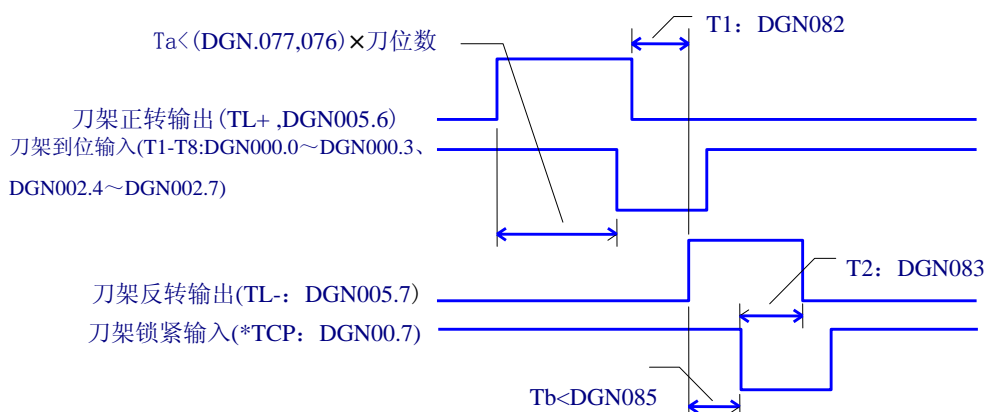 T1：DGN082
Ta<(DGN.077,076)×刀位数
刀架正转输出(TL+ ,DGN005.6)
刀架到位输入(T1-T8:DGN000.0～DGN000.3、
DGN002.4～DGN002.7)
T2：DGN083
刀架反转输出(TL-：DGN005.7)
刀架锁紧输入(*TCP：DGN00.7)
Tb<DGN085